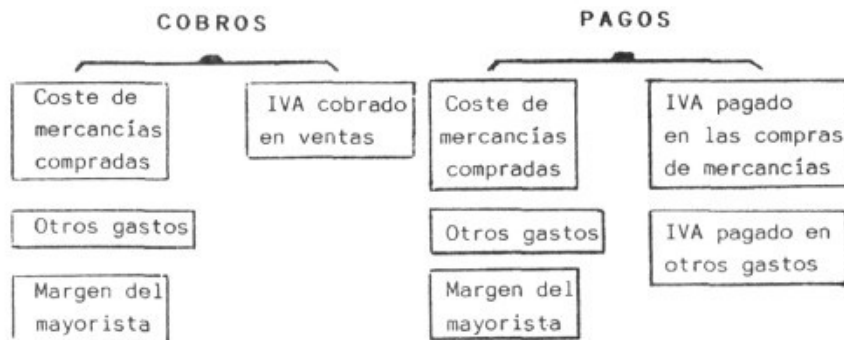 COBROS
PAGOS
Coste de
mercancías
compradas
IVA cobrado
en ventas
Coste de
mercancías
compradas
IVA pagado
en las compras
de mercancías
Otros gastos
Otros gastos
IVA pagado en
otros gastos
Margen del
mayorista
Margen del
mayorista